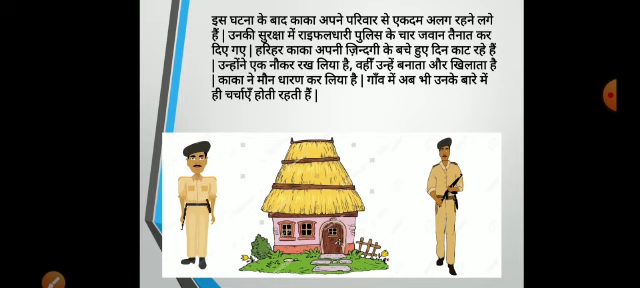 इस घटना के बाद काका अपने परिवार से एकदम अलग रहने लगे
हैं | उनकी सुरक्षा में राइफलधारी पुलिस के चार जवान तैनात कर
दिए गए | हरिहर काका अपनी ज़िन्दगी के बचे हुए दिन काट रहे हैं
| उन्होंने एक नौकर रख लिया है, वहीँ उन्हें बनाता और खिलाता है
| काका ने मौन धारण कर लिया है | गाँव में अब भी उनके बारे में
ही चर्चाएँ होती रहती हैं |